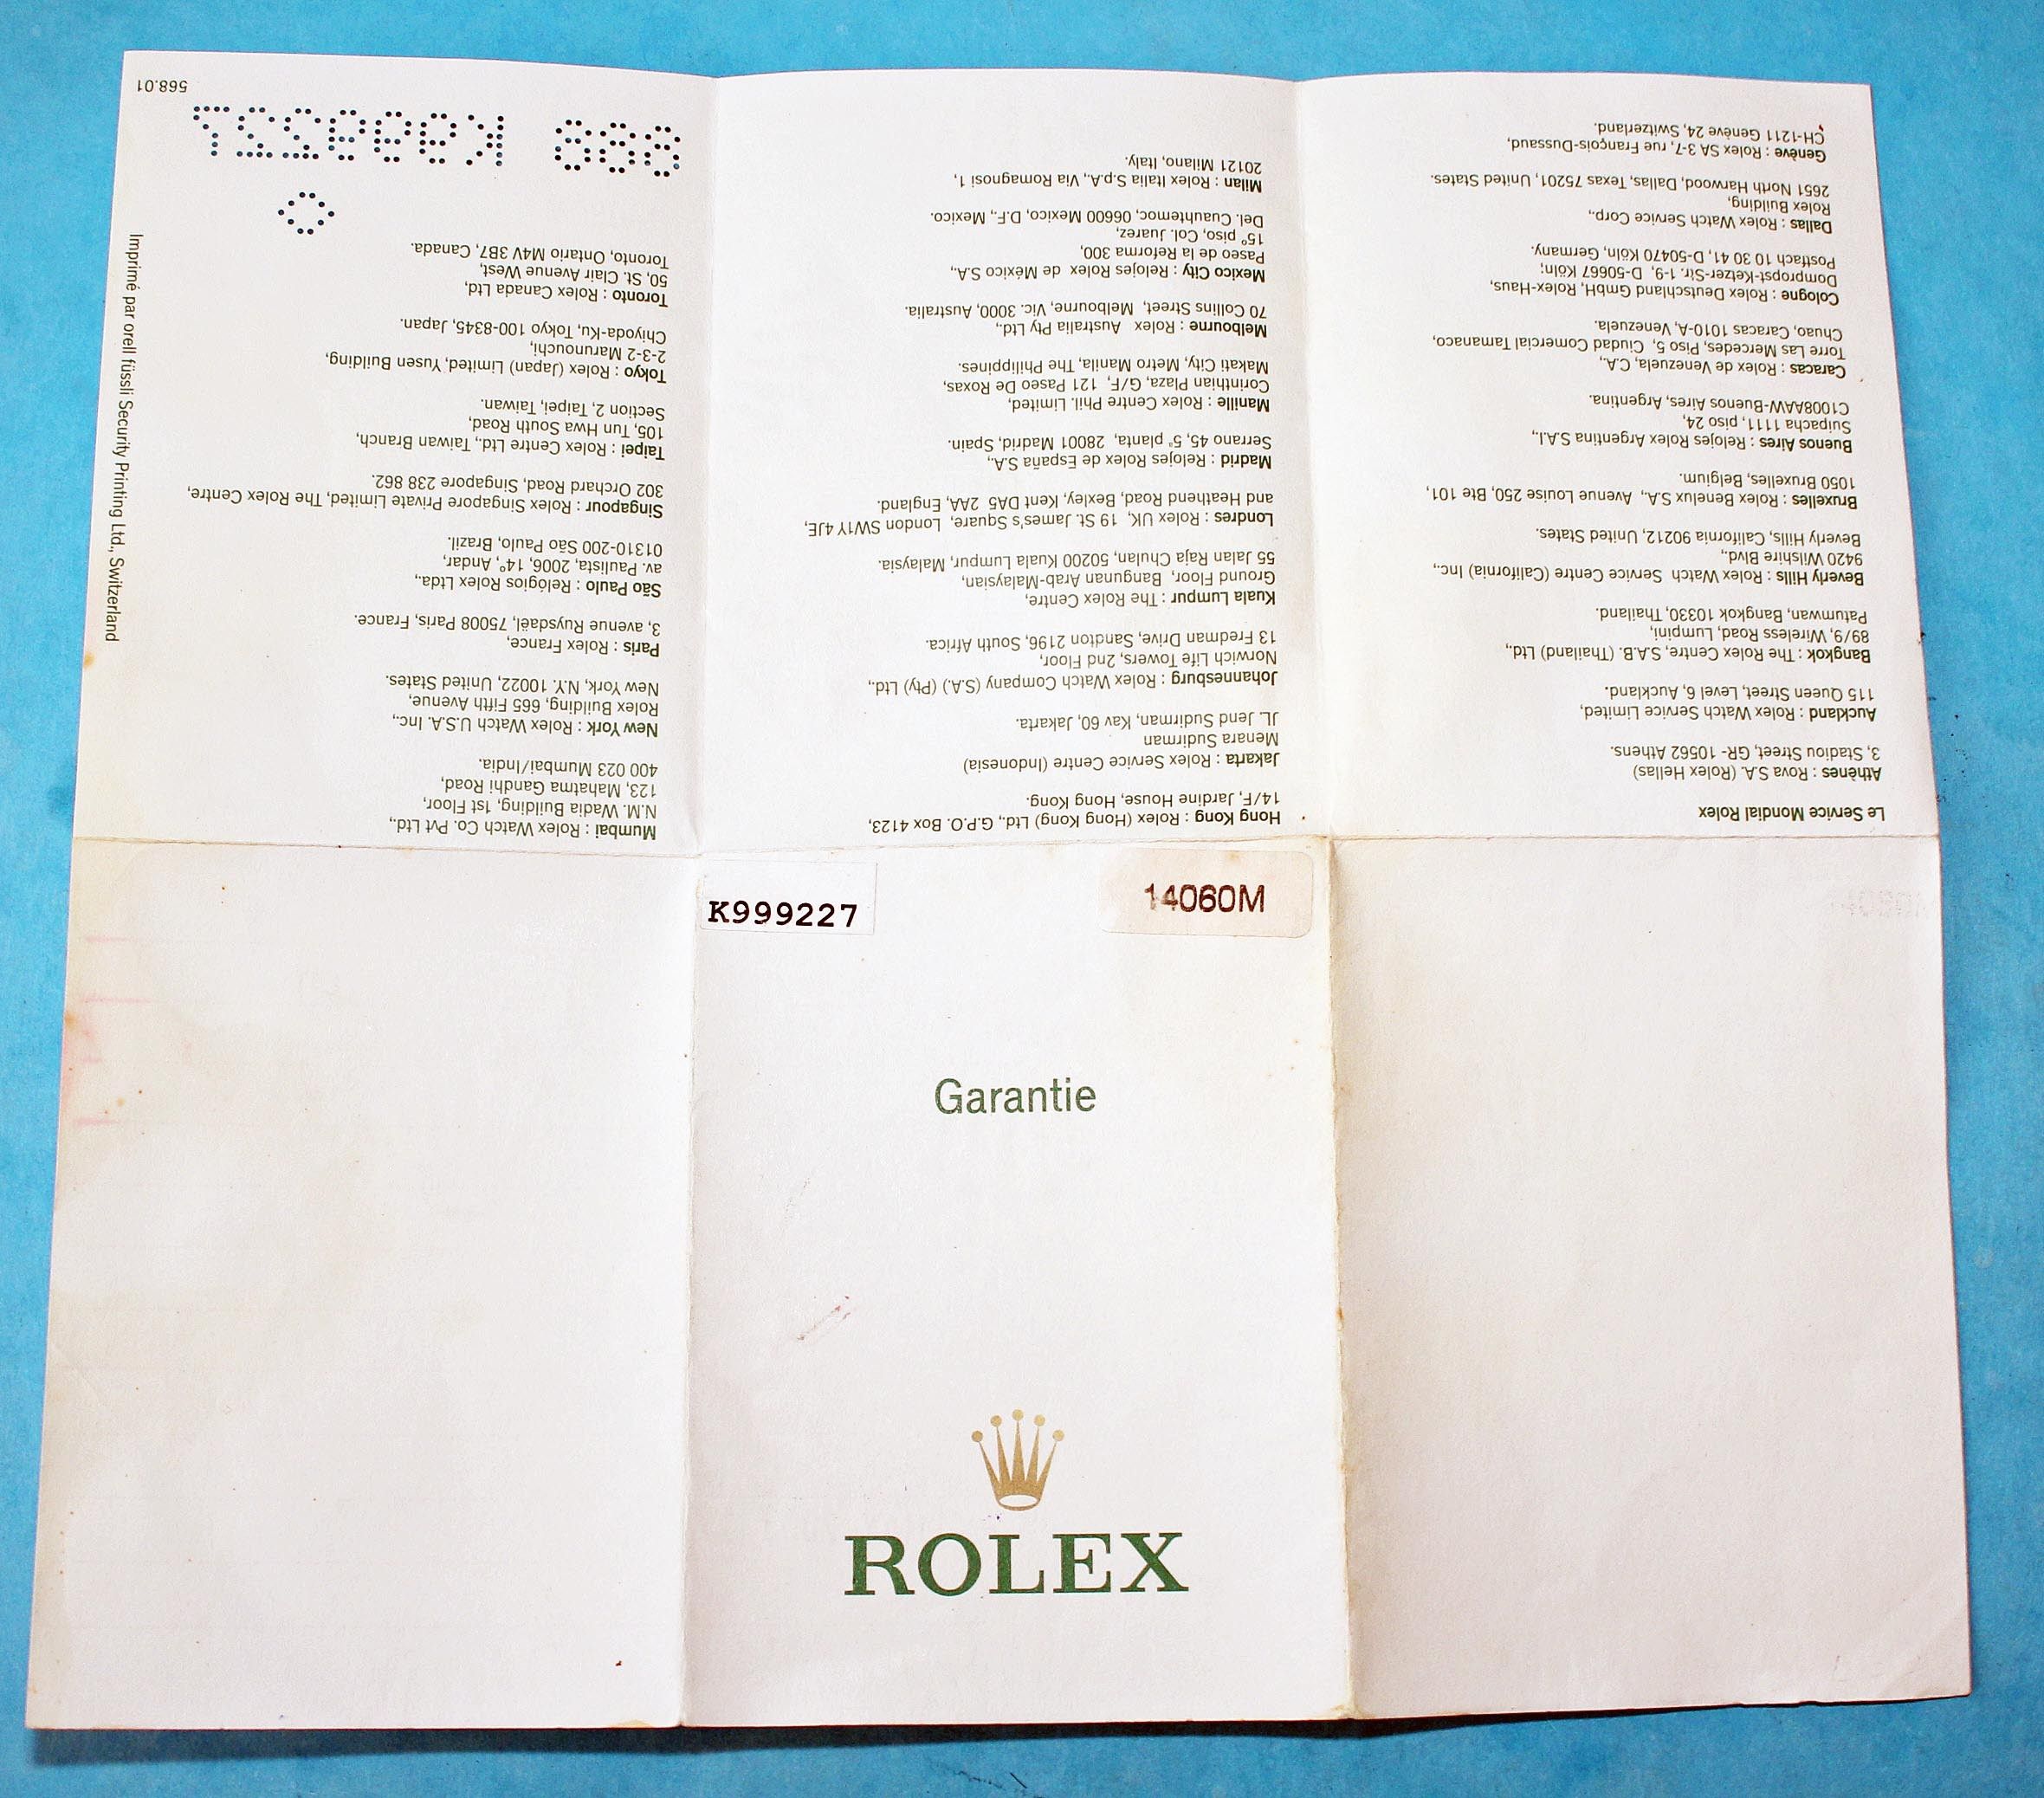 K999227
14060M
Garantie
ROLEX
Le Service Mondial Rolex
Athènes : Rova S.A. (Rolex Hellas)
3, Stadiou Street, GR- 10562 Athens.
Auckland : Rolex Watch Service Limited,
115 Queen Street, Level 6, Auckland.
Bangkok : The Rolex Centre, S.A.B. (Thailand) Ltd.,
89/9, Wireless Road, Lumpini,
Patumwan, Bangkok 10330, Thailand.
Beverly Hills : Rolex Watch Service Centre (California) Inc.,
9420 Wilshire Blvd.,
Beverly Hills, California 90212, United States.
Bruxelles : Rolex Benelux S.A., Avenue Louise 250, Bte 101,
1050 Bruxelles, Belgium.
Buenos Aires : Relojes Rolex Argentina S.A.I.,
Suipacha 1111, piso 24,
C1008AAW-Buenos Aires, Argentina.
Caracas : Rolex de Venezuela, C.A.,
Torre Las Mercedes, Piso 5, Ciudad Comercial Tamanaco,
Chuao, Caracas 1010-A, Venezuela.
Cologne : Rolex Deutschland GmbH, Rolex-Haus,
Dompropst-Ketzer-Str. 1-9, D-50667 Köln;
Postfach 10 30 41, D-50470 Köln, Germany.
Dallas : Rolex Watch Service Corp.,
Rolex Building,
2651 North Harwood, Dallas, Texas 75201, United States.
Genève : Rolex SA 3-7, rue François-Dussaud,
CH-1211 Genève 24, Switzerland.
Hong Kong : Rolex (Hong Kong) Ltd., G.P.O. Box 4123,
14/F, Jardine House, Hong Kong.
Jakarta : Rolex Service Centre (Indonesia)
Menara Sudirman
JL. Jend Sudirman, Kav 60, Jakarta.
Johannesburg : Rolex Watch Company (S.A.) (Pty) Ltd.,
Norwich Life Towers, 2nd Floor,
13 Fredman Drive, Sandton 2196, South Africa.
Kuala Lumpur : The Rolex Centre,
Ground Floor, Bangunan Arab-Malaysian,
55 Jalan Raja Chulan, 50200 Kuala Lumpur, Malaysia.
Londres : Rolex UK, 19 St. James's Square, London SW1Y 4JE,
and Heathend Road, Bexley, Kent DA5 2AA, England.
Madrid : Relojes Rolex de España S.A.,
Serrano 45, 5ª planta, 28001 Madrid, Spain.
Manille : Rolex Centre Phil. Limited,
Corinthian Plaza, G/F, 121 Paseo De Roxas,
Makati City, Metro Manila, The Philippines.
Melbourne : Rolex Australia Pty Ltd.,
70 Collins Street, Melbourne, Vic. 3000, Australia.
Mexico City : Relojes Rolex de México S.A.,
Paseo de la Reforma 300,
15º piso, Col. Juarez,
Del. Cuauhtemoc, 06600 Mexico, D.F., Mexico.
Milan : Rolex Italia S.p.A., Via Romagnosi 1,
20121 Milano, Italy.
Mumbai : Rolex Watch Co. Pvt Ltd.,
N.M. Wadia Building, 1st Floor,
123, Mahatma Gandhi Road,
400 023 Mumbai/India.
New York : Rolex Watch U.S.A. Inc.,
Rolex Building, 665 Fifth Avenue,
New York, N.Y. 10022, United States.
Paris : Rolex France,
3, avenue Ruysdaël, 75008 Paris, France.
São Paulo : Relógios Rolex Ltda.,
av. Paulista, 2006, 14º, Andar,
01310-200 São Paulo, Brazil.
Singapour : Rolex Singapore Private Limited, The Rolex Centre,
302 Orchard Road, Singapore 238 862.
Taipei : Rolex Centre Ltd., Taiwan Branch,
105, Tun Hwa South Road,
Section 2, Taipei, Taiwan.
Tokyo : Rolex (Japan) Limited, Yusen Building,
2-3-2 Marunouchi,
Chiyoda-Ku, Tokyo 100-8345, Japan.
Toronto : Rolex Canada Ltd,
50, St. Clair Avenue West,
Toronto, Ontario M4V 3B7, Canada.
888 K999227
568.01
Imprimé par orell füssli Security Printing Ltd., Switzerland